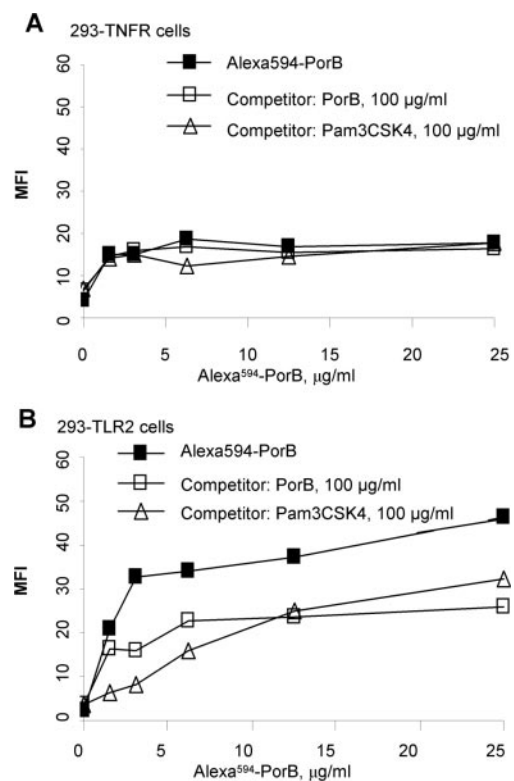 A
293-TNFR cells
60
50
40
30
20
10
0
MFI
Alexa594-PorB
Competitor: PorB, 100 µg/ml
Competitor: Pam3CSK4, 100 µg/ml
0 5 10 15 20 25
Alexa⁵⁹⁴-PorB, µg/ml
B
293-TLR2 cells
60
50
40
30
20
10
0
MFI
Alexa594-PorB
Competitor: PorB, 100 µg/ml
Competitor: Pam3CSK4, 100 µg/ml
0 5 10 15 20 25
Alexa⁵⁹⁴-PorB, µg/ml